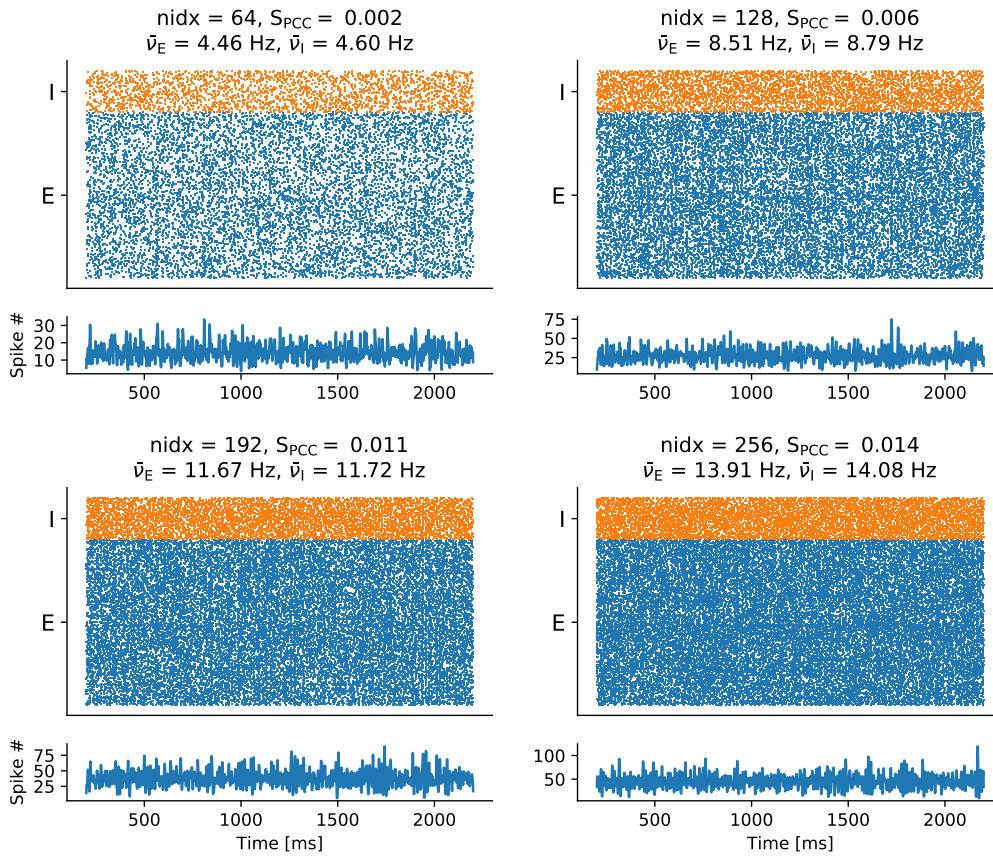 nidx = 64, S_PCC = 0.002
ν̄_E = 4.46 Hz, ν̄_I = 4.60 Hz
I
E
Spike #
30
20
10
500 1000 1500 2000
nidx = 128, S_PCC = 0.006
ν̄_E = 8.51 Hz, ν̄_I = 8.79 Hz
I
E
75
50
25
500 1000 1500 2000
nidx = 192, S_PCC = 0.011
ν̄_E = 11.67 Hz, ν̄_I = 11.72 Hz
I
E
Spike #
75
50
25
500 1000 1500 2000
Time [ms]
nidx = 256, S_PCC = 0.014
ν̄_E = 13.91 Hz, ν̄_I = 14.08 Hz
I
E
100
50
500 1000 1500 2000
Time [ms]